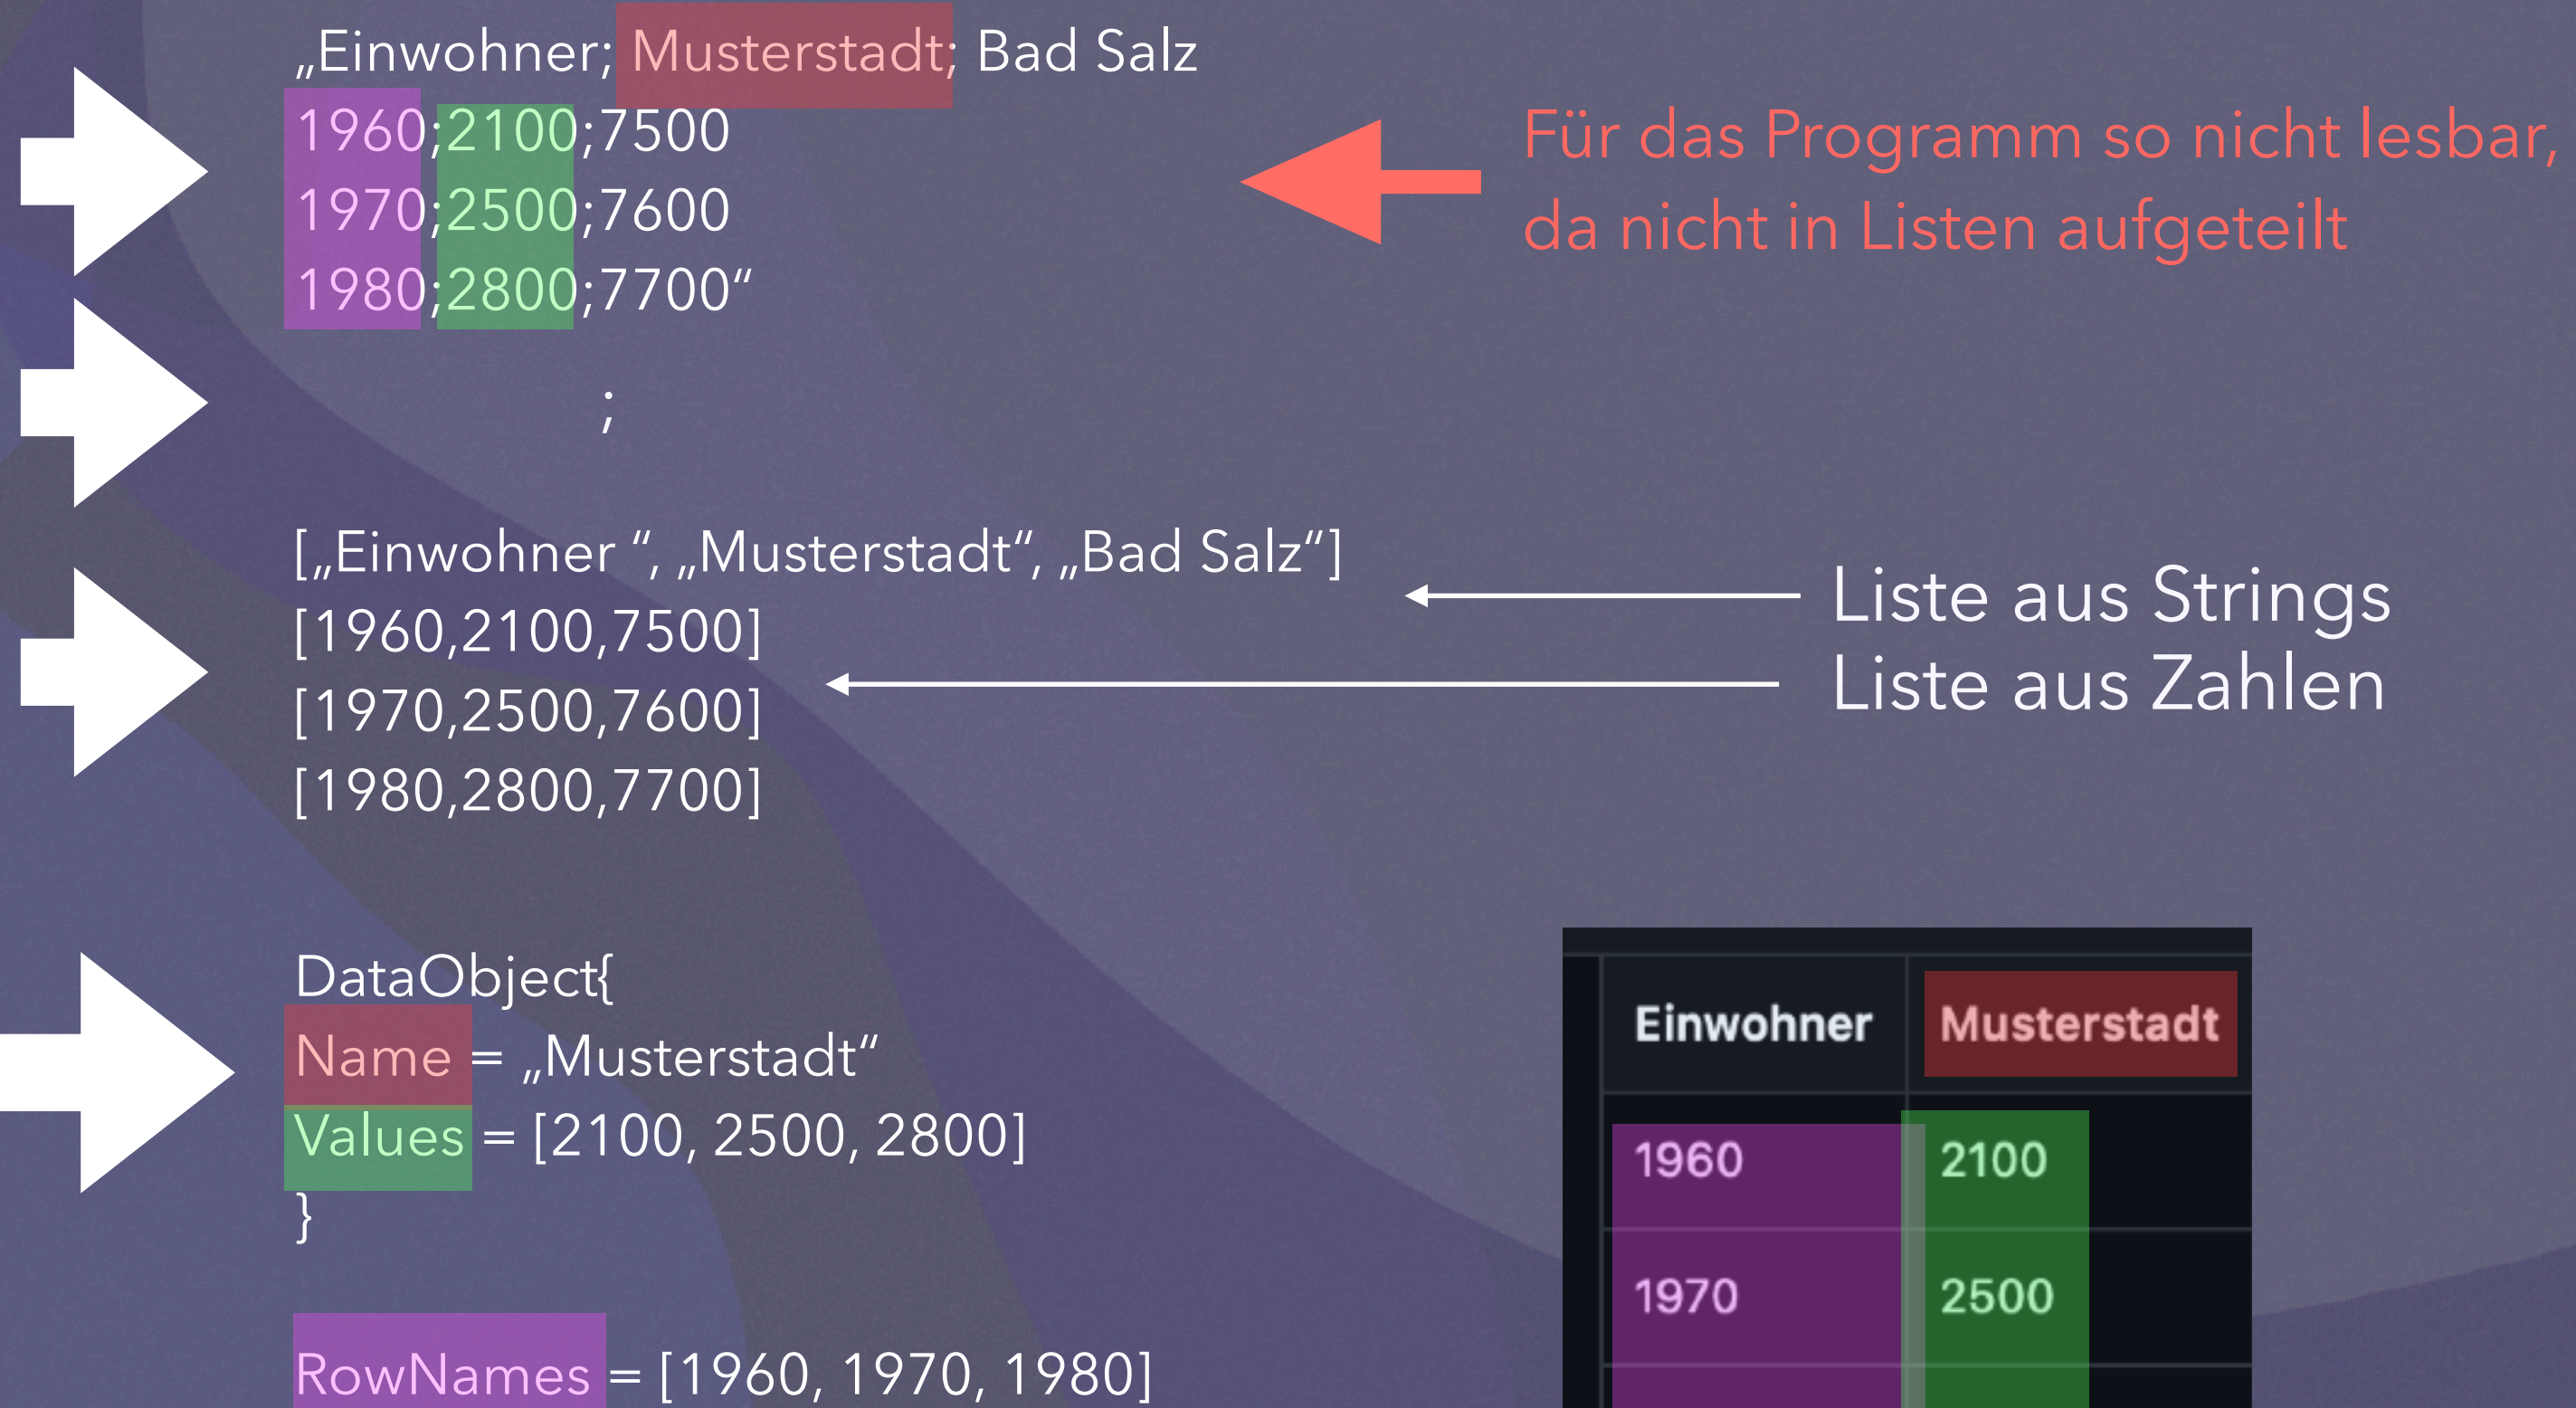 „Einwohner; Musterstadt; Bad Salz
1960;2100;7500
1970;2500;7600
1980;2800;7700“
Für das Programm so nicht lesbar,
da nicht in Listen aufgeteilt
;
[„Einwohner “, „Musterstadt“, „Bad Salz“]
[1960,2100,7500]
[1970,2500,7600]
[1980,2800,7700]
Liste aus Strings
Liste aus Zahlen
DataObject{
Name = „Musterstadt“
Values = [2100, 2500, 2800]
}
RowNames = [1960, 1970, 1980]
Einwohner Musterstadt
1960 2100
1970 2500